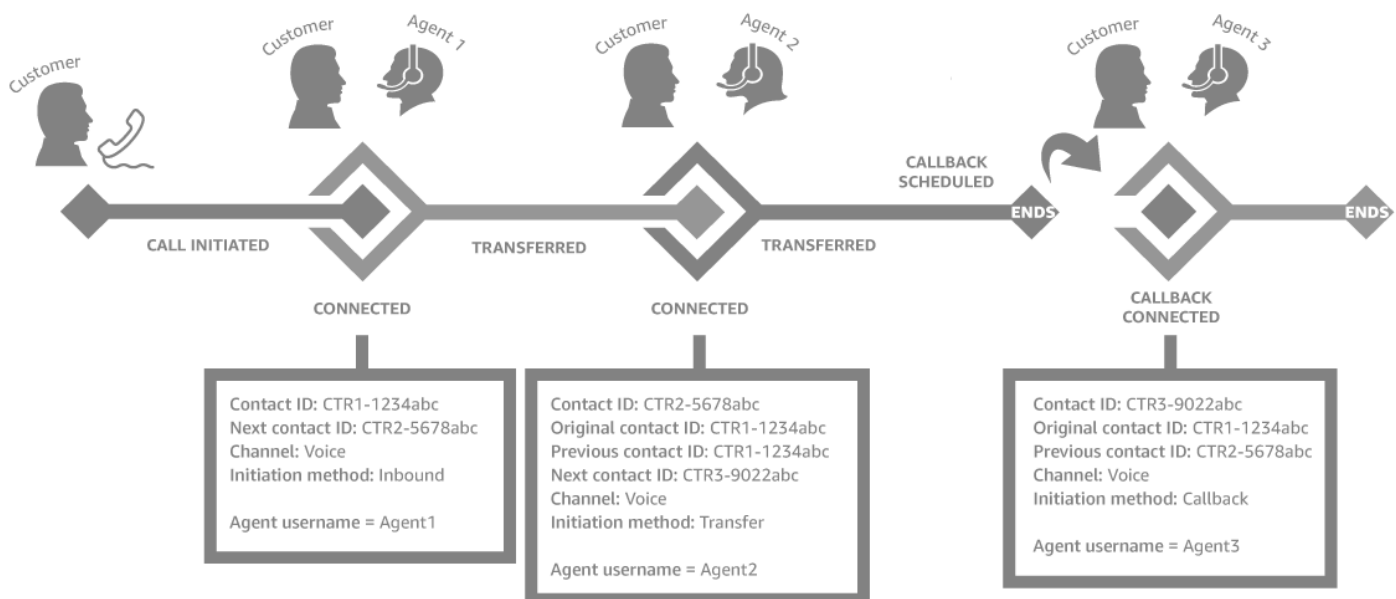 Customer
Customer
Agent 1
Customer
Agent 2
Customer
Agent 3
CALL INITIATED
TRANSFERRED
TRANSFERRED
CALLBACK
SCHEDULED
ENDS
ENDS
CONNECTED
CONNECTED
CALLBACK
CONNECTED
Contact ID: CTR1-1234abc
Next contact ID: CTR2-5678abc
Channel: Voice
Initiation method: Inbound
Agent username = Agent1
Contact ID: CTR2-5678abc
Original contact ID: CTR1-1234abc
Previous contact ID: CTR1-1234abc
Next contact ID: CTR3-9022abc
Channel: Voice
Initiation method: Transfer
Agent username = Agent2
Contact ID: CTR3-9022abc
Original contact ID: CTR1-1234abc
Previous contact ID: CTR2-5678abc
Channel: Voice
Initiation method: Callback
Agent username = Agent3